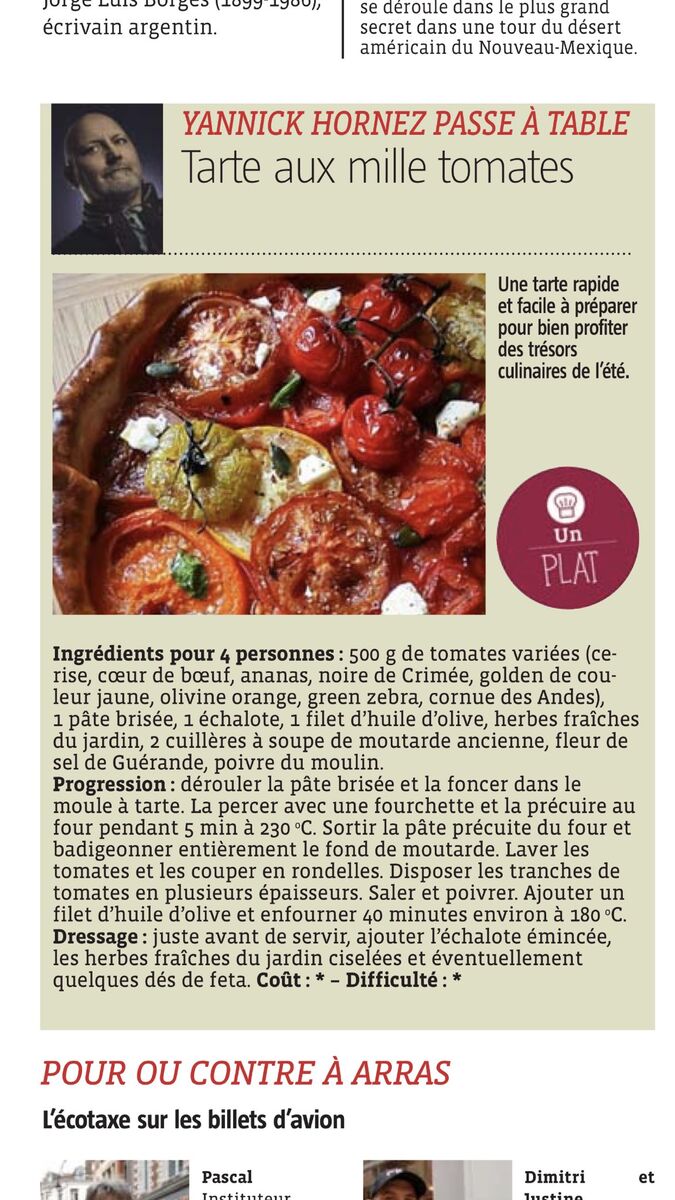 Jorge Luis Borges (1899-1986),
écrivain argentin.
se déroule dans le plus grand
secret dans une tour du désert
américain du Nouveau-Mexique.
YANNICK HORNEZ PASSE À TABLE
Tarte aux mille tomates
Une tarte rapide
et facile à préparer
pour bien profiter
des trésors
culinaires de l’été.
Un
PLAT
Ingrédients pour 4 personnes : 500 g de tomates variées (ce-
rise, cœur de bœuf, ananas, noire de Crimée, golden de cou-
leur jaune, olivine orange, green zebra, cornue des Andes),
1 pâte brisée, 1 échalote, 1 filet d’huile d’olive, herbes fraîches
du jardin, 2 cuillères à soupe de moutarde ancienne, fleur de
sel de Guérande, poivre du moulin.
Progression : dérouler la pâte brisée et la foncer dans le
moule à tarte. La percer avec une fourchette et la précuire au
four pendant 5 min à 230 °C. Sortir la pâte précuite du four et
badigeonner entièrement le fond de moutarde. Laver les
tomates et les couper en rondelles. Disposer les tranches de
tomates en plusieurs épaisseurs. Saler et poivrer. Ajouter un
filet d’huile d’olive et enfourner 40 minutes environ à 180 °C.
Dressage : juste avant de servir, ajouter l’échalote émincée,
les herbes fraîches du jardin ciselées et éventuellement
quelques dés de feta. Coût : * – Difficulté : *
POUR OU CONTRE À ARRAS
L’écotaxe sur les billets d’avion
Pascal
Instituteur
Dimitri et
Justine